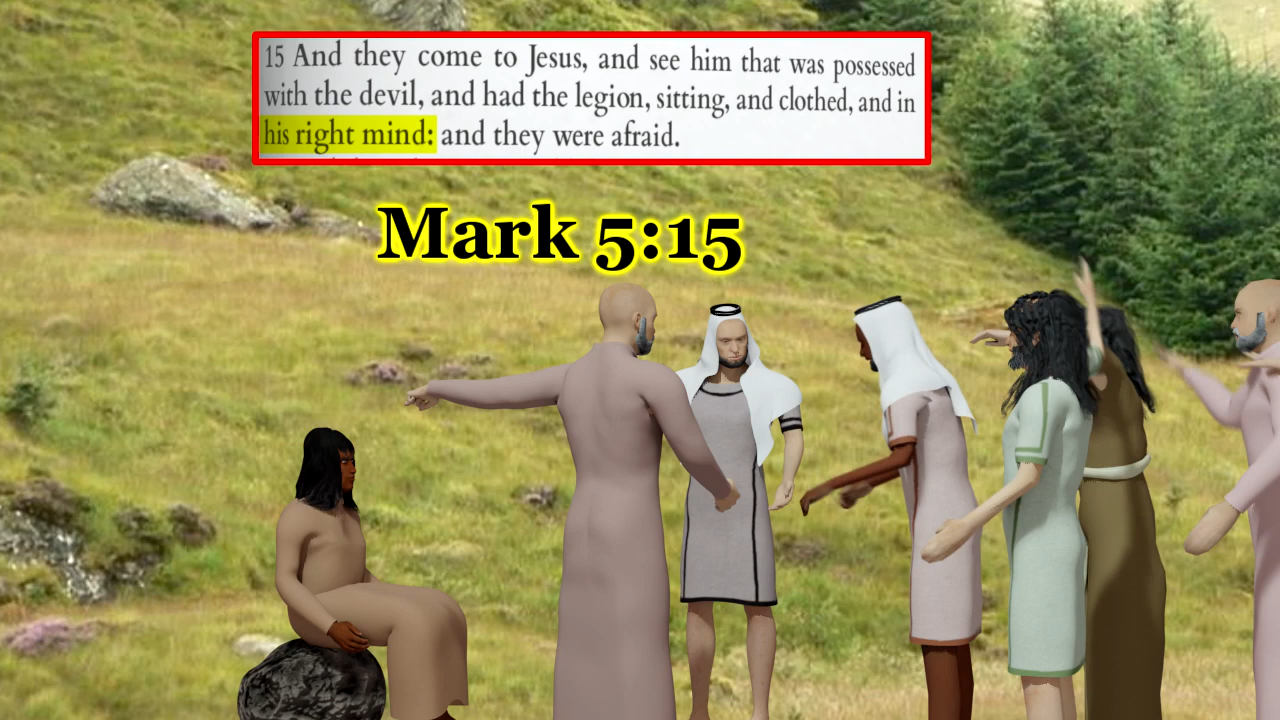 15 And they come to Jesus, and see him that was possessed
with the devil, and had the legion, sitting, and clothed, and in
his right mind: and they were afraid.
Mark 5:15